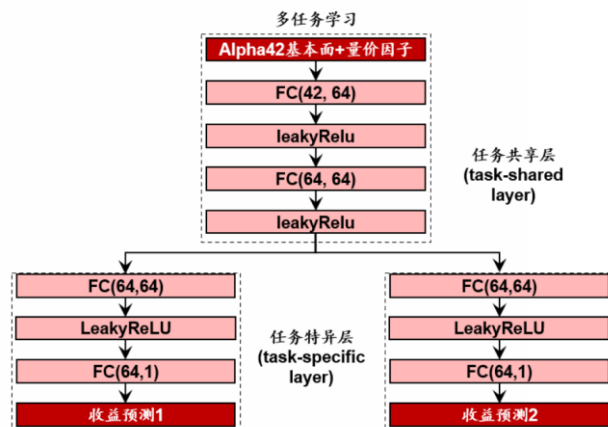 多任务学习
Alpha42基本面+量价因子
FC(42, 64)
leakyRelu
FC(64, 64)
leakyRelu
任务共享层
(task-shared
layer)
FC(64,64)
LeakyReLU
FC(64,1)
收益预测1
任务特异层
(task-specific
layer)
FC(64,64)
LeakyReLU
FC(64,1)
收益预测2